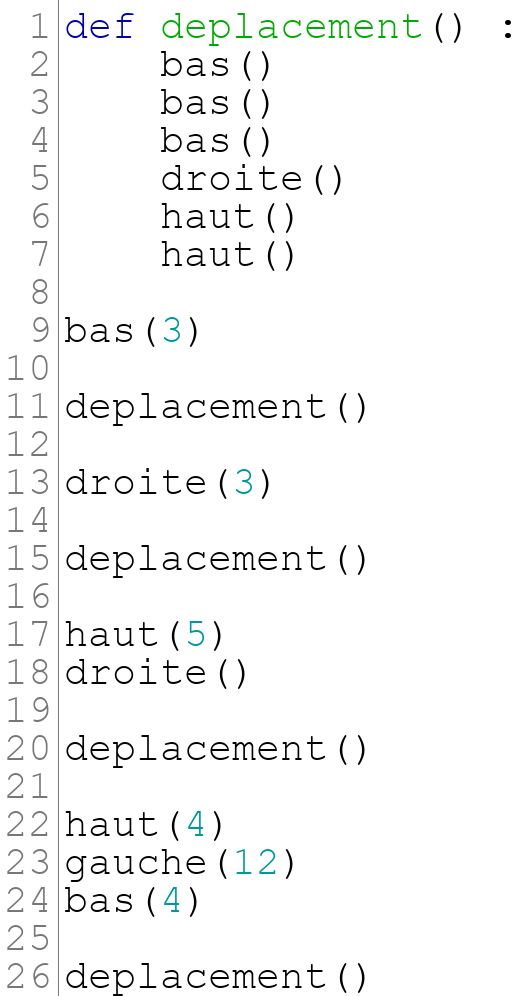 1 def deplacement() :
2     bas()
3     bas()
4     bas()
5     droite()
6     haut()
7     haut()
8
9 bas(3)
10
11 deplacement()
12
13 droite(3)
14
15 deplacement()
16
17 haut(5)
18 droite()
19
20 deplacement()
21
22 haut(4)
23 gauche(12)
24 bas(4)
25
26 deplacement()